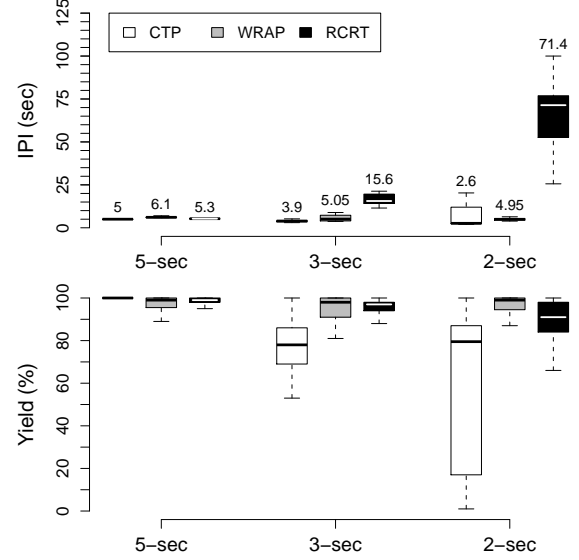 CTP WRAP RCRT
IPI (sec)
125
100
75
50
25
0
5 6.1 5.3 3.9 5.05 15.6 2.6 4.95 71.4
5-sec 3-sec 2-sec
Yield (%)
100
80
60
40
20
0
5-sec 3-sec 2-sec